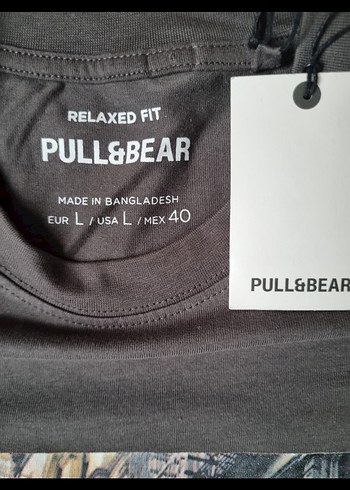 RELAXED FIT
PULL&BEAR
MADE IN BANGLADESH
EUR L / USA L / MEX 40
PULL&BEAR